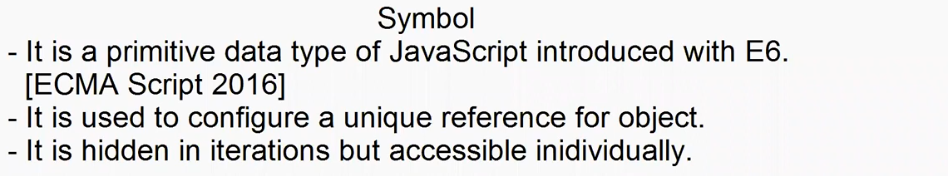 Symbol
- It is a primitive data type of JavaScript introduced with E6.
[ECMA Script 2016]
- It is used to configure a unique reference for object.
- It is hidden in iterations but accessible inidividually.